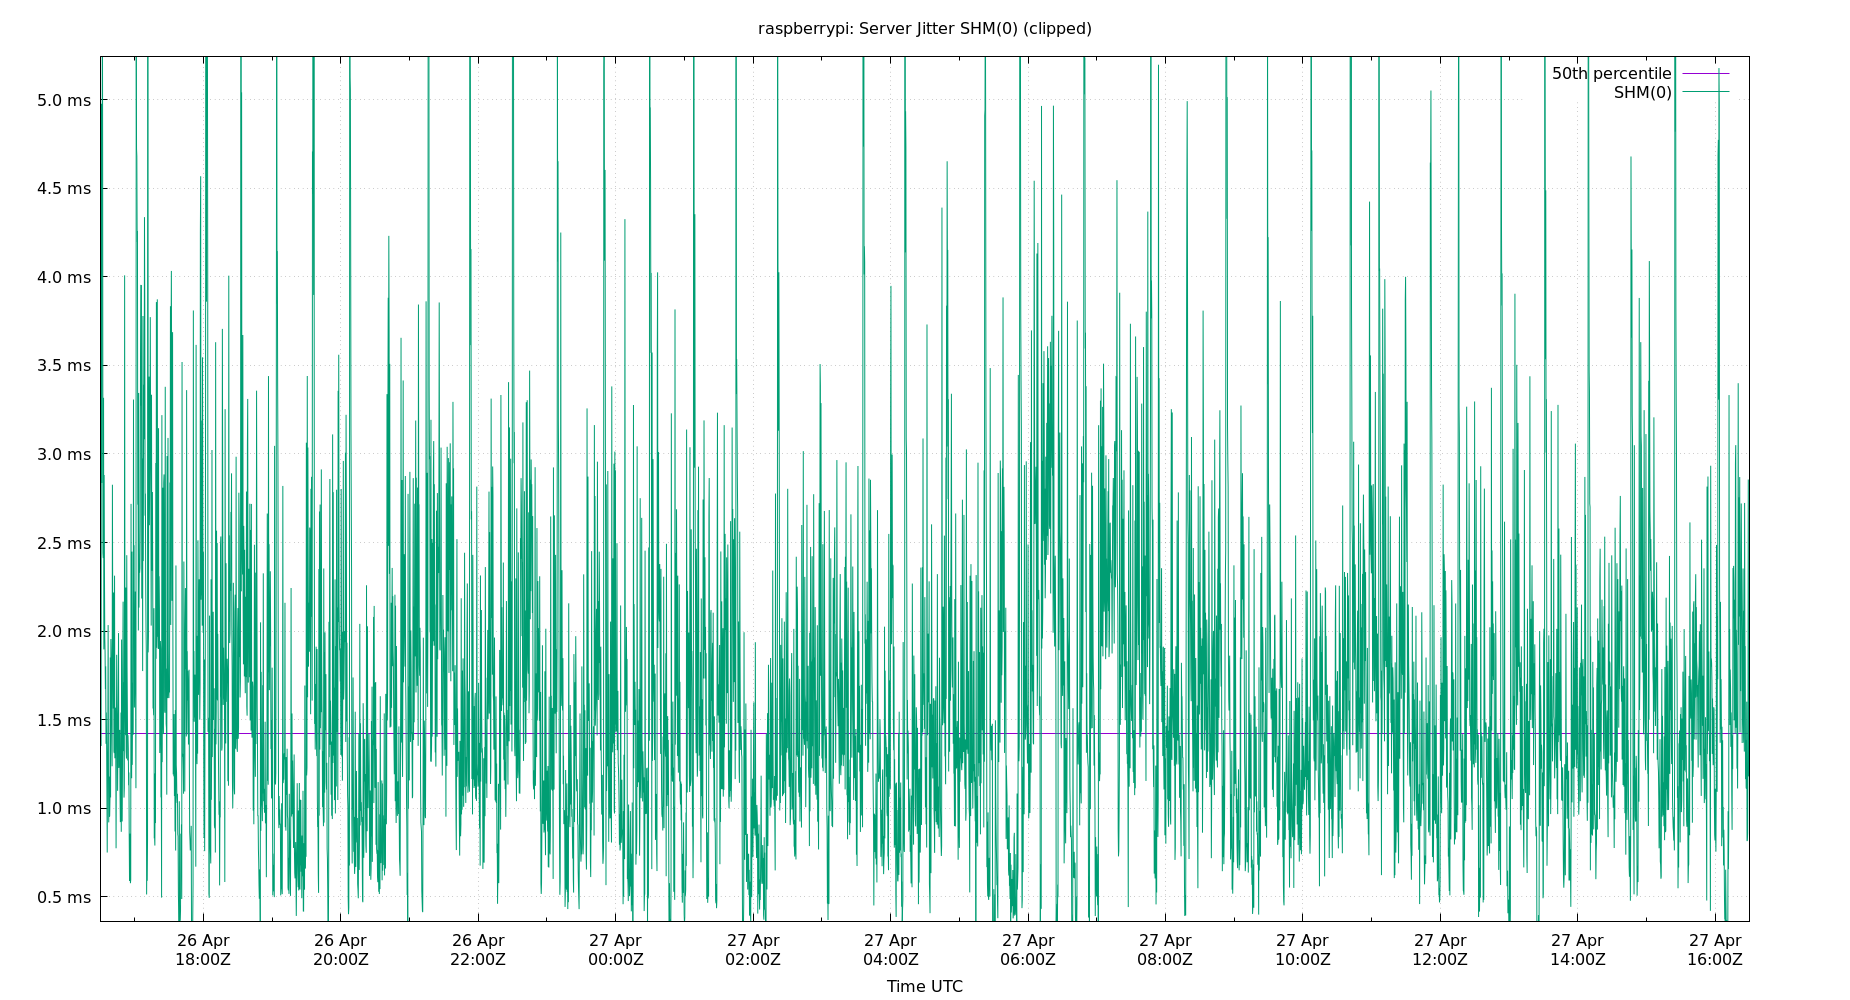 raspberrypi: Server Jitter SHM(0) (clipped)
50th percentile
SHM(0)
5.0 ms
4.5 ms
4.0 ms
3.5 ms
3.0 ms
2.5 ms
2.0 ms
1.5 ms
1.0 ms
0.5 ms
26 Apr 26 Apr 26 Apr 27 Apr 27 Apr 27 Apr 27 Apr 27 Apr 27 Apr 27 Apr 27 Apr 27 Apr
18:00Z 20:00Z 22:00Z 00:00Z 02:00Z 04:00Z 06:00Z 08:00Z 10:00Z 12:00Z 14:00Z 16:00Z
Time UTC